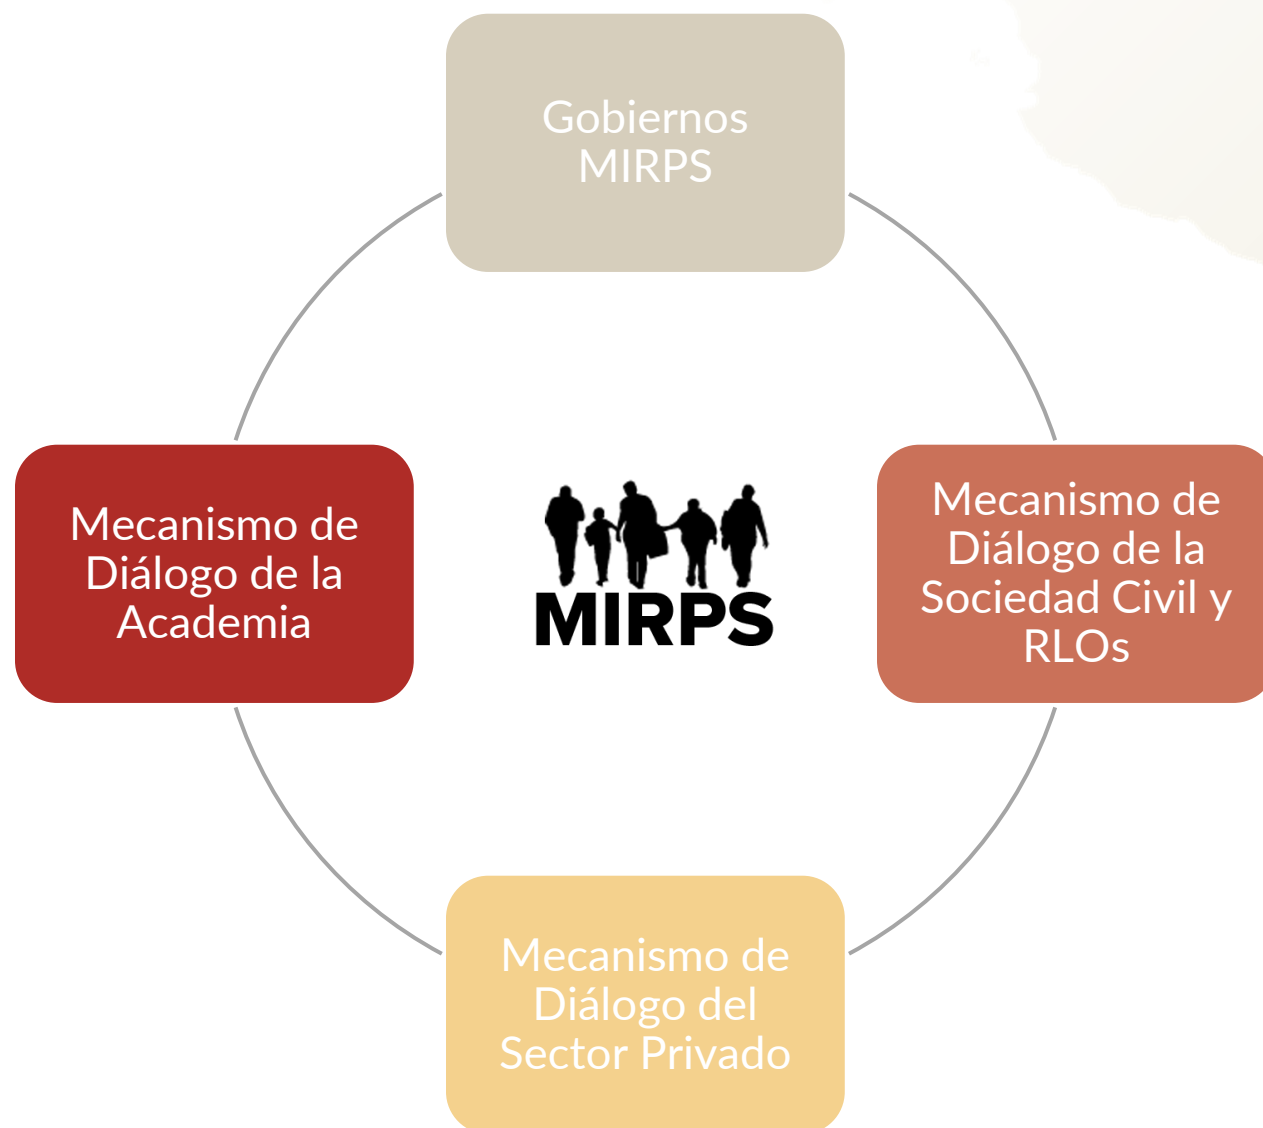 Gobiernos
MIRPS
Mecanismo de
Diálogo de la
Academia
MIRPS
Mecanismo de
Diálogo de la
Sociedad Civil y
RLOs
Mecanismo de
Diálogo del
Sector Privado